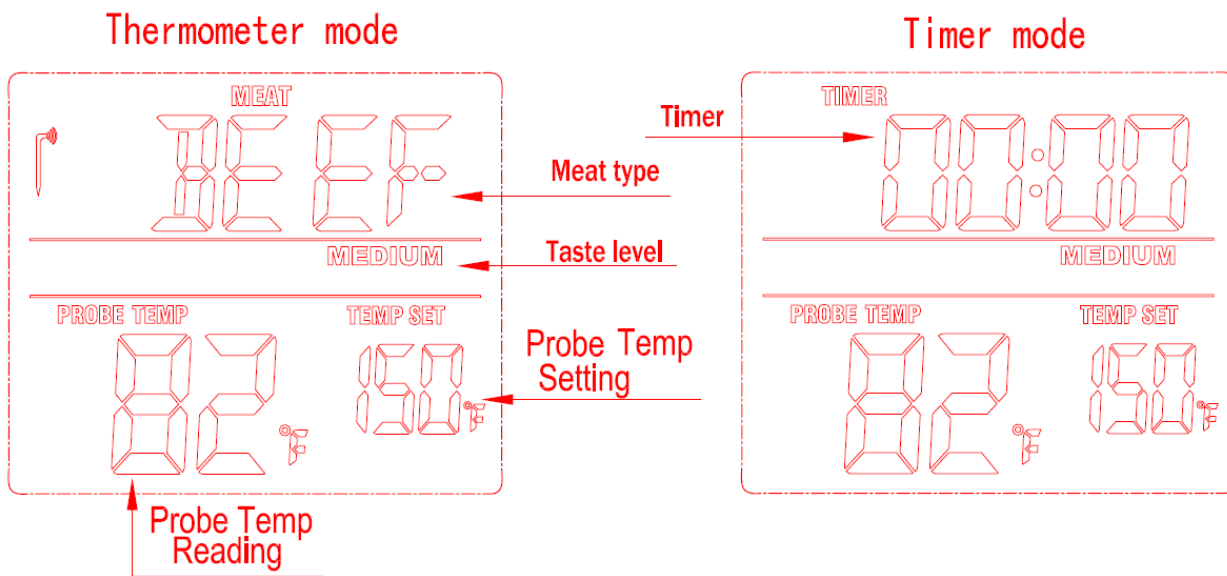 Thermometer mode
MEAT
BEEF
Meat type
MEDIUM
Taste level
PROBE TEMP
TEMP SET
82°F
150°F
Probe Temp
Setting
Probe Temp
Reading
Timer mode
TIMER
Timer
00:00
MEDIUM
PROBE TEMP
TEMP SET
82°F
150°F